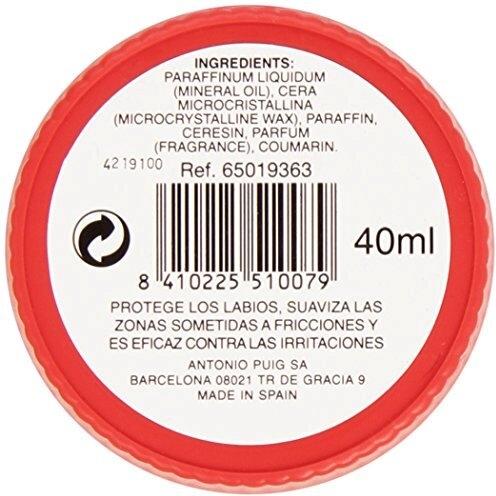 INGREDIENTS:
PARAFFINUM LIQUIDUM
(MINERAL OIL), CERA
MICROCRISTALLINA
(MICROCRYSTALLINE WAX), PARAFFIN,
CERESIN, PARFUM
(FRAGRANCE), COUMARIN.
4219100
Ref. 65019363
40ml
8 410225 510079
PROTEGE LOS LABIOS, SUAVIZA LAS
ZONAS SOMETIDAS A FRICCIONES Y
ES EFICAZ CONTRA LAS IRRITACIONES
ANTONIO PUIG SA
BARCELONA 08021 TR DE GRACIA 9
MADE IN SPAIN